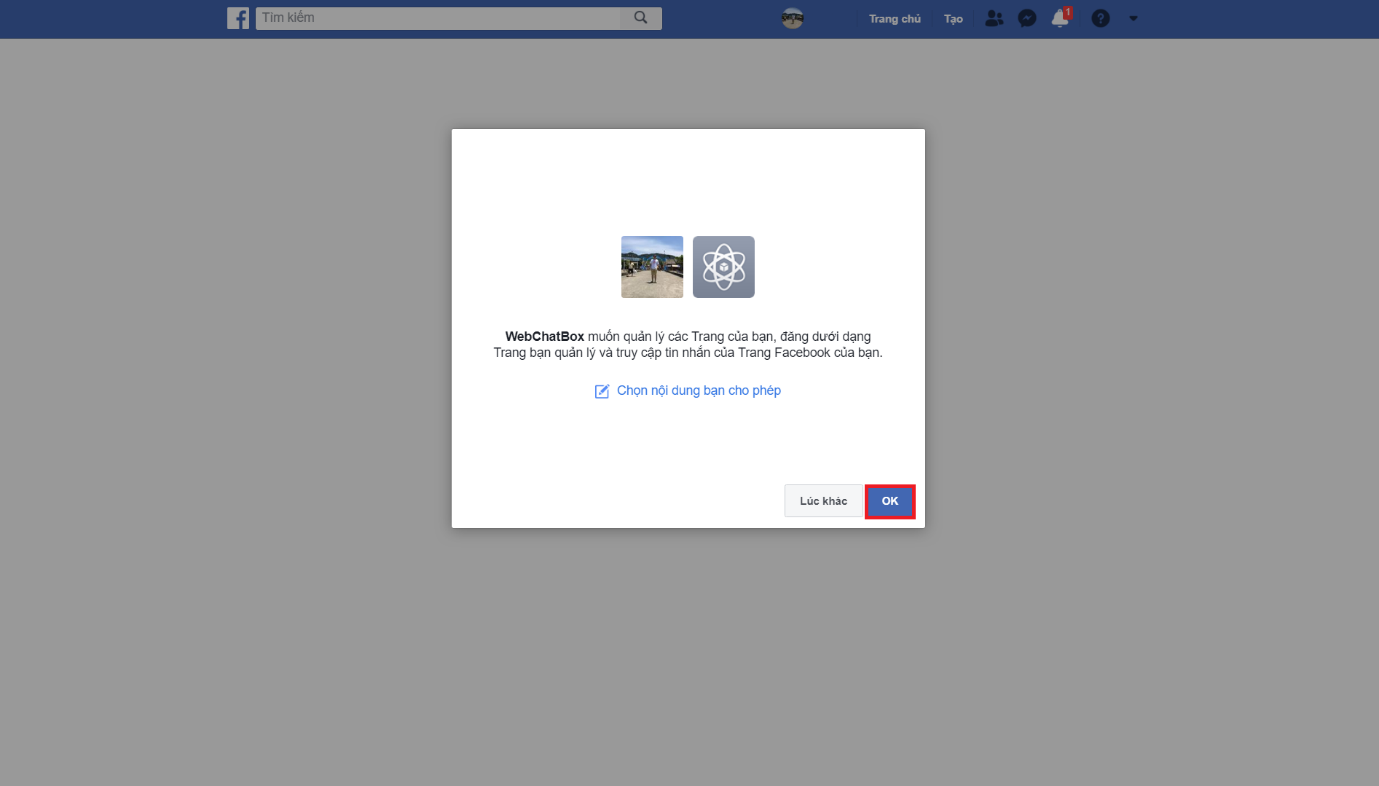 Tìm kiếm
Trang chủ
Tạo
1
WebChatBox muốn quản lý các Trang của bạn, đăng dưới dạng
Trang bạn quản lý và truy cập tin nhắn của Trang Facebook của bạn.
Chọn nội dung bạn cho phép
Lúc khác
OK